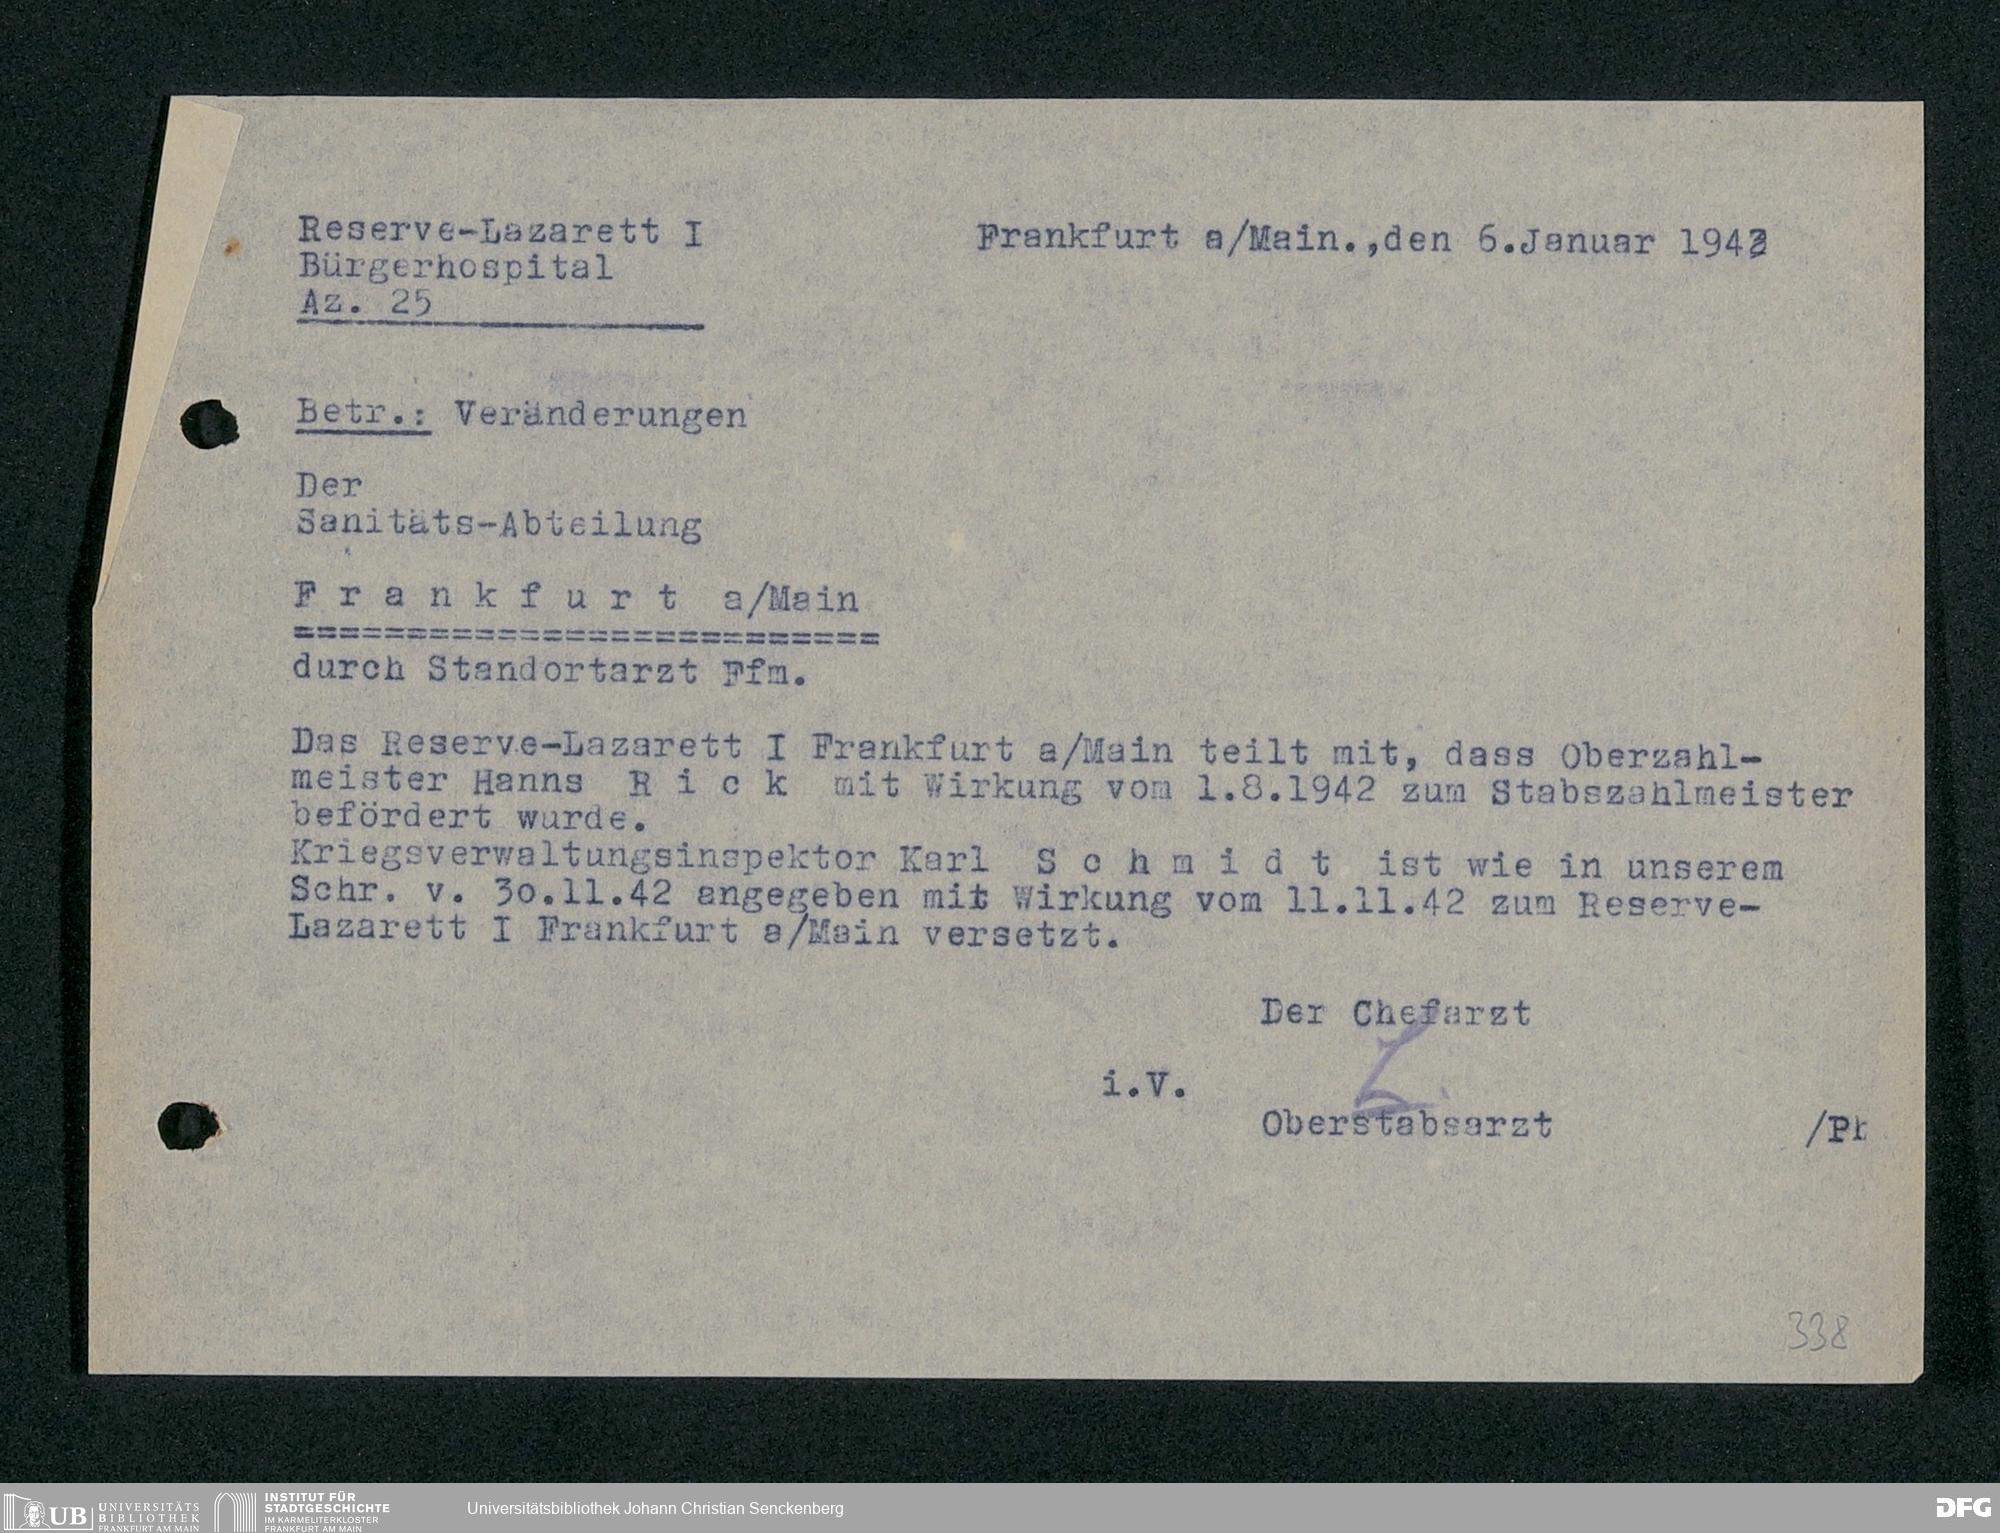 Reserve-Lazarett I
Frankfurt a/Main.,den 6.Januar 1943
Bürgerhospital
Az. 25
Betr.: Veränderungen
Der
Sanitäts-Abteilung
F r a n k f u r t a/Main
==========================
durch Standortarzt Ffm.
Das Reserve-Lazarett I Frankfurt a/Main teilt mit, dass Oberzahl-
meister Hanns R i c k mit Wirkung vom 1.8.1942 zum Stabszahlmeister
befördert wurde.
Kriegsverwaltungsinspektor Karl S c h m i d t ist wie in unserem
Schr. v. 30.11.42 angegeben mit Wirkung vom 11.11.42 zum Reserve-
Lazarett I Frankfurt a/Main versetzt.
Der Chefarzt
i.V.
Oberstabsarzt /Ph
338
UB UNIVERSITÄTS
BIBLIOTHEK
FRANKFURT AM MAIN
INSTITUT FÜR
STADTGESCHICHTE
IM KARMELITERKLOSTER
FRANKFURT AM MAIN
Universitätsbibliothek Johann Christian Senckenberg
DFG